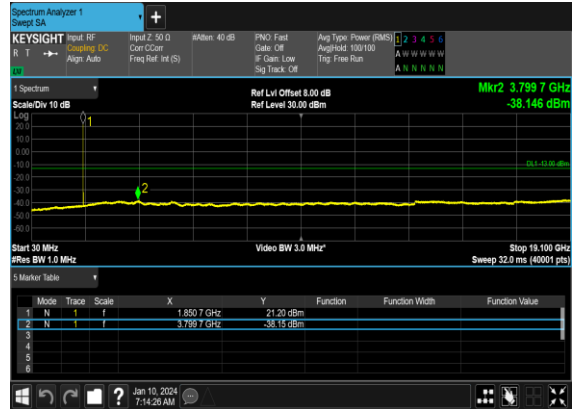 Spectrum Analyzer 1
Swept SA
+
KEYSIGHT Input: RF Input Z: 50 Ω #Atten: 40 dB PNO: Fast Avg Type: Power (RMS) 1 2 3 4 5 6
R T Coupling: DC Corr CCorr Gate: Off Avg|Hold: 100/100 A W W W W W
Align: Auto Freq Ref: Int (S) IF Gain: Low Trig: Free Run
Sig Track: Off A N N N N N
1 Spectrum Ref Lvl Offset 8.00 dB Mkr2 3.799 7 GHz
Scale/Div 10 dB Ref Level 30.00 dBm -38.146 dBm
Log
1
20.0
10.0
0.00
-10.0
DL1 -13.00 dBm
-20.0
-30.0
2
-40.0
-50.0
-60.0
Start 30 MHz Video BW 3.0 MHz* Stop 19.100 GHz
#Res BW 1.0 MHz Sweep 32.0 ms (40001 pts)
5 Marker Table
Mode Trace Scale X Y Function Function Width Function Value
1 N 1 f 1.850 7 GHz 21.20 dBm
2 N 1 f 3.799 7 GHz -38.15 dBm
3
4
5
6
? Jan 10, 2024
7:14:26 AM